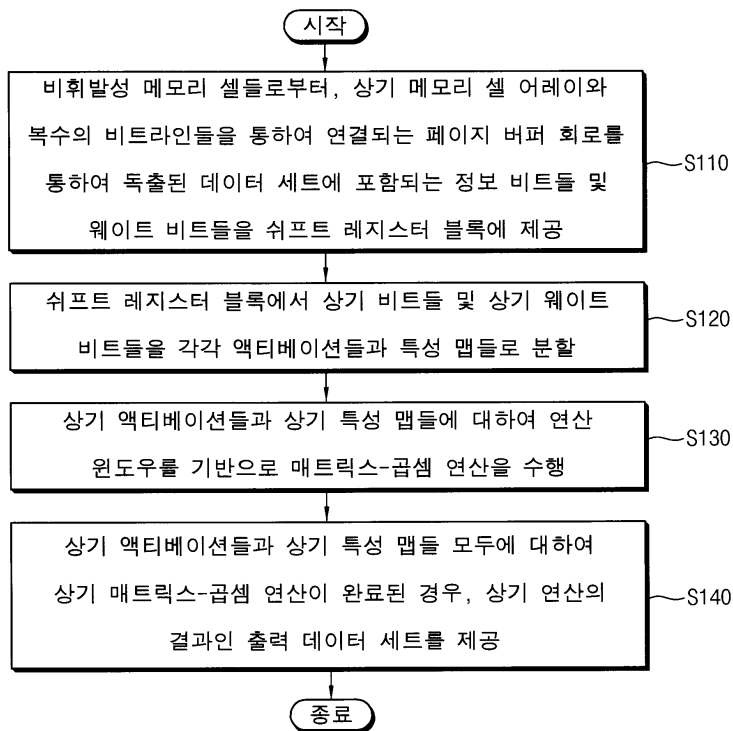 시작
비휘발성 메모리 셀들로부터, 상기 메모리 셀 어레이와
복수의 비트라인들을 통하여 연결되는 페이지 버퍼 회로를
통하여 독출된 데이터 세트에 포함되는 정보 비트들 및
웨이트 비트들을 쉬프트 레지스터 블록에 제공
S110
쉬프트 레지스터 블록에서 상기 비트들 및 상기 웨이트
비트들을 각각 액티베이션들과 특성 맵들로 분할
S120
상기 액티베이션들과 상기 특성 맵들에 대하여 연산
윈도우를 기반으로 매트릭스-곱셈 연산을 수행
S130
상기 액티베이션들과 상기 특성 맵들 모두에 대하여
상기 매트릭스-곱셈 연산이 완료된 경우, 상기 연산의
결과인 출력 데이터 세트를 제공
S140
종료